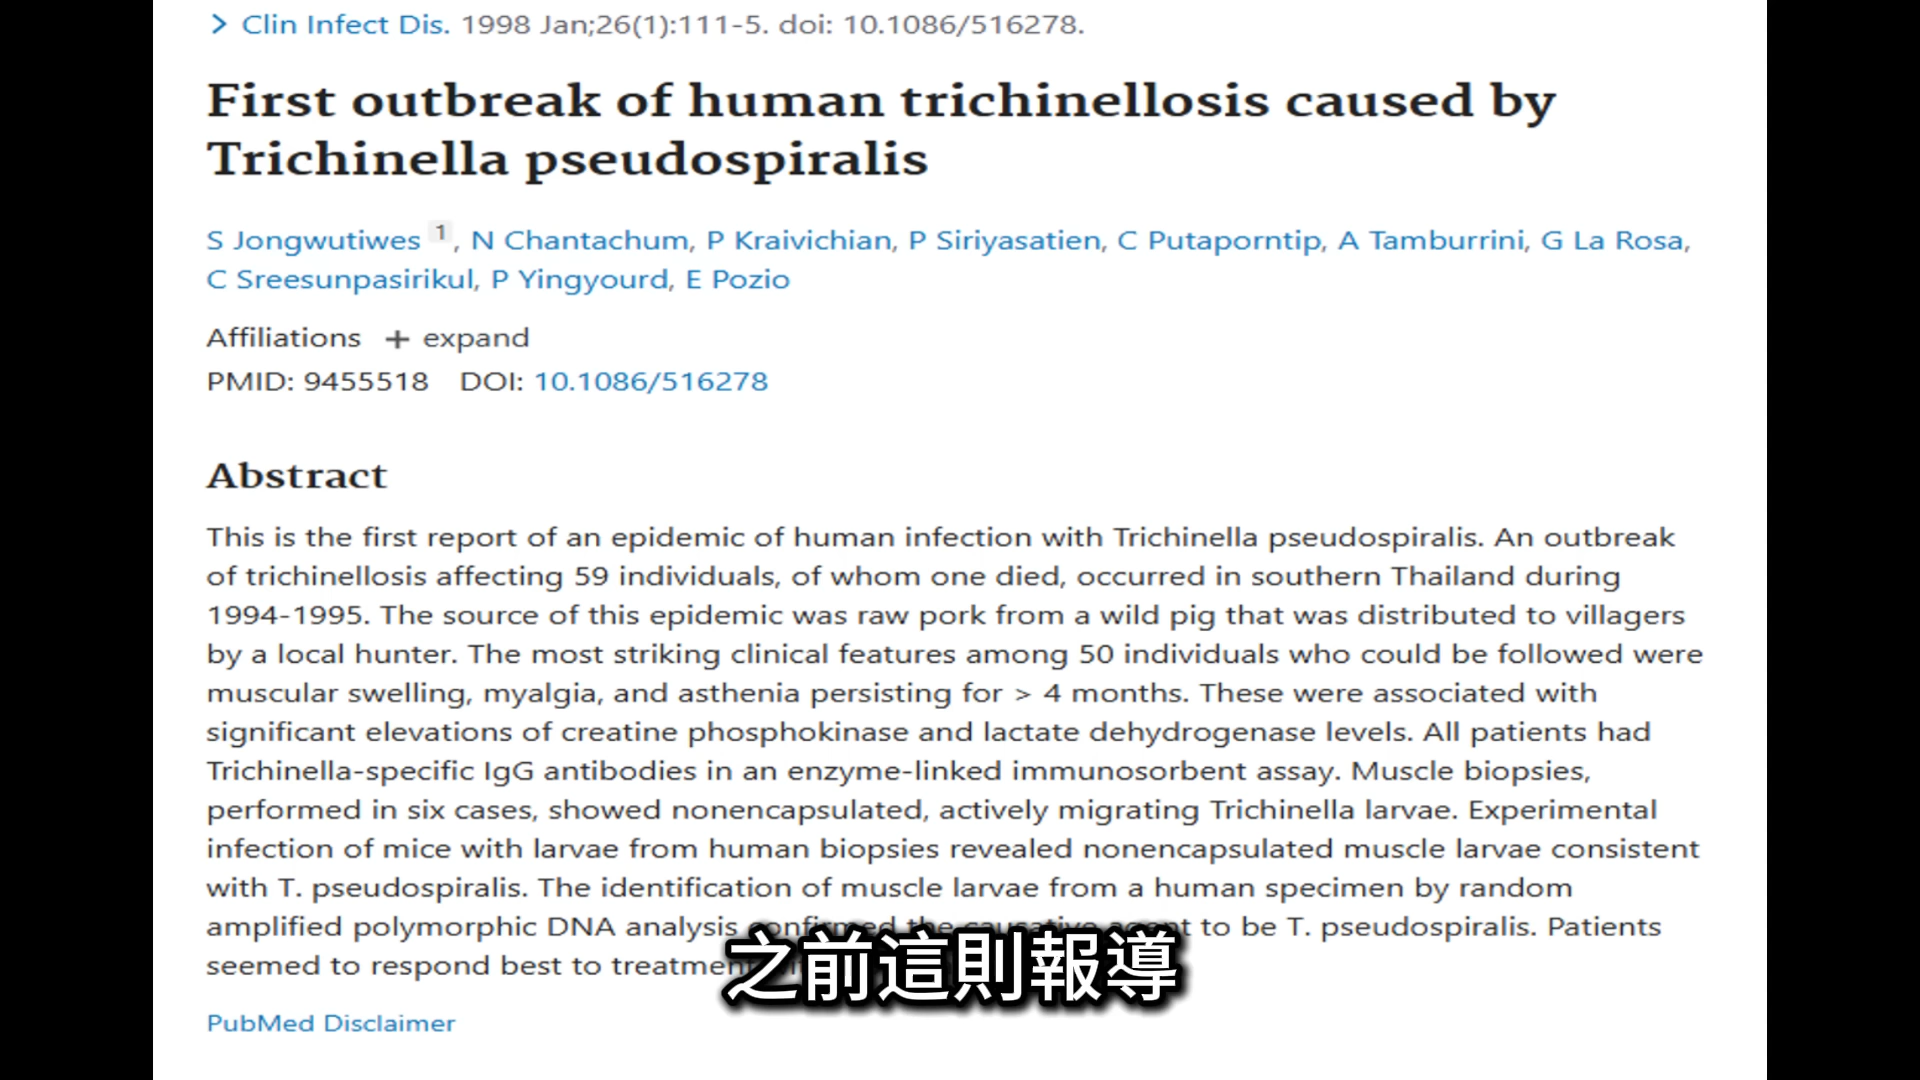 > Clin Infect Dis. 1998 Jan;26(1):111-5. doi: 10.1086/516278.
First outbreak of human trichinellosis caused by
Trichinella pseudospiralis
S Jongwutiwes 1, N Chantachum, P Kraivichian, P Siriyasatien, C Putaporntip, A Tamburrini, G La Rosa,
C Sreesunpasirikul, P Yingyourd, E Pozio
Affiliations + expand
PMID: 9455518 DOI: 10.1086/516278
Abstract
This is the first report of an epidemic of human infection with Trichinella pseudospiralis. An outbreak
of trichinellosis affecting 59 individuals, of whom one died, occurred in southern Thailand during
1994-1995. The source of this epidemic was raw pork from a wild pig that was distributed to villagers
by a local hunter. The most striking clinical features among 50 individuals who could be followed were
muscular swelling, myalgia, and asthenia persisting for > 4 months. These were associated with
significant elevations of creatine phosphokinase and lactate dehydrogenase levels. All patients had
Trichinella-specific IgG antibodies in an enzyme-linked immunosorbent assay. Muscle biopsies,
performed in six cases, showed nonencapsulated, actively migrating Trichinella larvae. Experimental
infection of mice with larvae from human biopsies revealed nonencapsulated muscle larvae consistent
with T. pseudospiralis. The identification of muscle larvae from a human specimen by random
amplified polymorphic DNA analysis confirmed the causative agent to be T. pseudospiralis. Patients
seemed to respond best to treatment
之前這則報導
PubMed Disclaimer